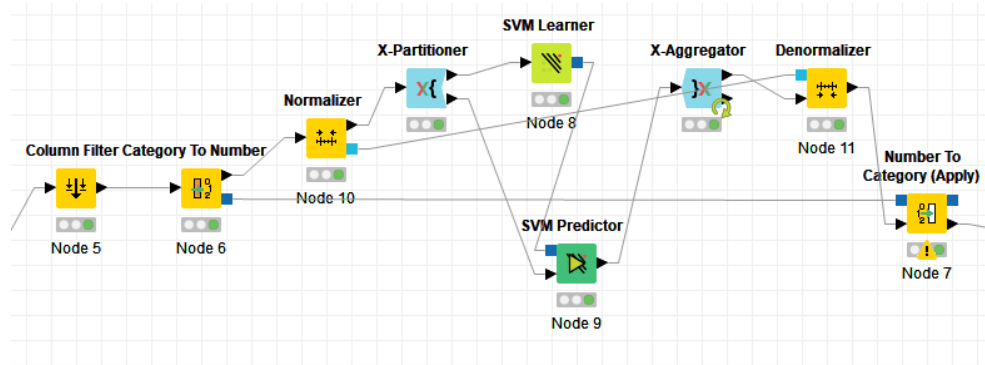 SVM Learner
X-Partitioner
X-Aggregator
Denormalizer
Normalizer
Node 8
Column Filter
Category To Number
Node 11
Number To
Category (Apply)
Node 10
SVM Predictor
Node 5
Node 6
Node 7
Node 9